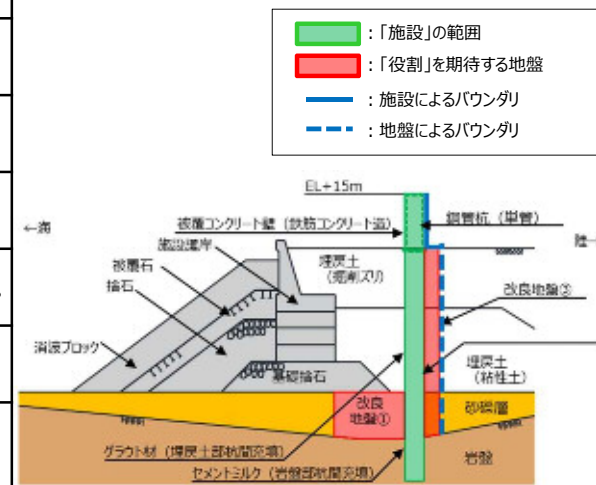 ：「施設」の範囲
：「役割」を期待する地盤
：施設によるバウンダリ
：地盤によるバウンダリ
EL+15m
←海
被覆コンクリート壁（鉄筋コンクリート造）
鋼管杭（単管）
陸→
施設護岸
被覆石
捨石
埋戻土
（掘削ズリ）
改良地盤③
消波ブロック
埋戻土
（粘性土）
基礎捨石
改良
地盤①
砂礫層
グラウト材（埋戻土部杭間充填）
セメントミルク（岩盤部杭間充填）
岩盤